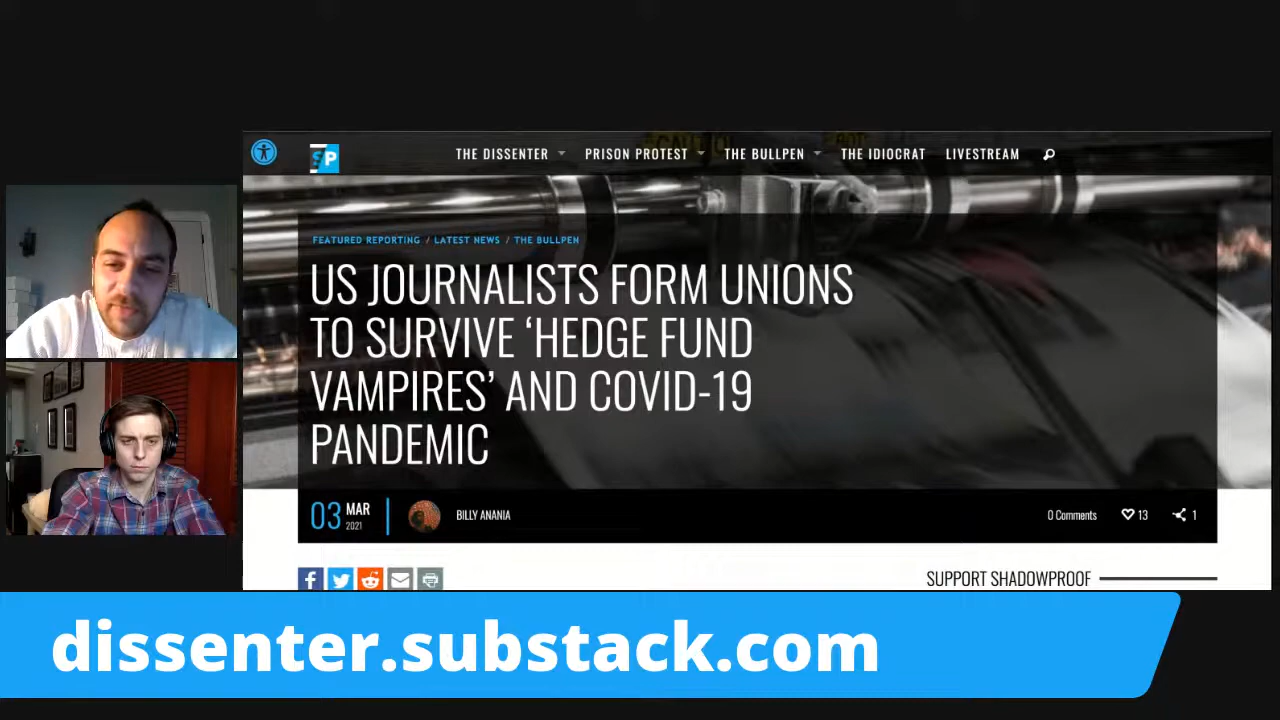 SP
THE DISSENTER
PRISON PROTEST
THE BULLPEN
THE IDIOCRAT
LIVESTREAM
FEATURED REPORTING / LATEST NEWS / THE BULLPEN
US JOURNALISTS FORM UNIONS
TO SURVIVE ‘HEDGE FUND
VAMPIRES’ AND COVID-19
PANDEMIC
03 MAR
2021
BILLY ANANIA
0 Comments
13
1
SUPPORT SHADOWPROOF
dissenter.substack.com